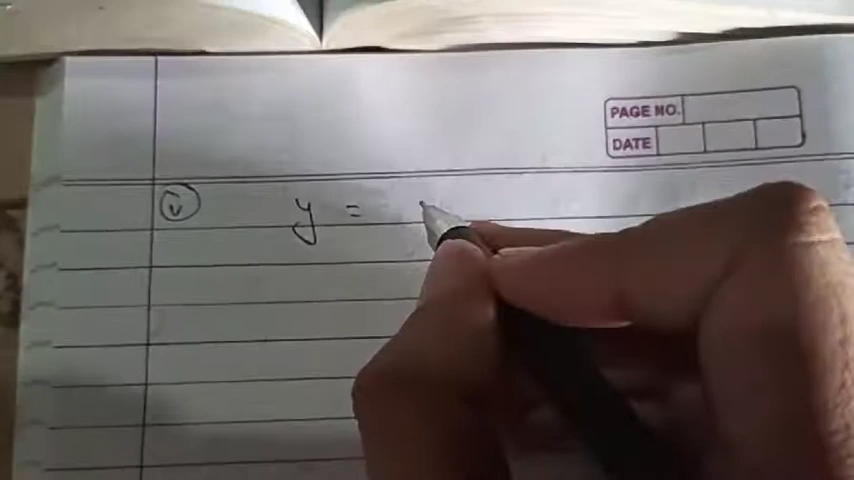 PAGE NO.
DATE
ⓥ y =